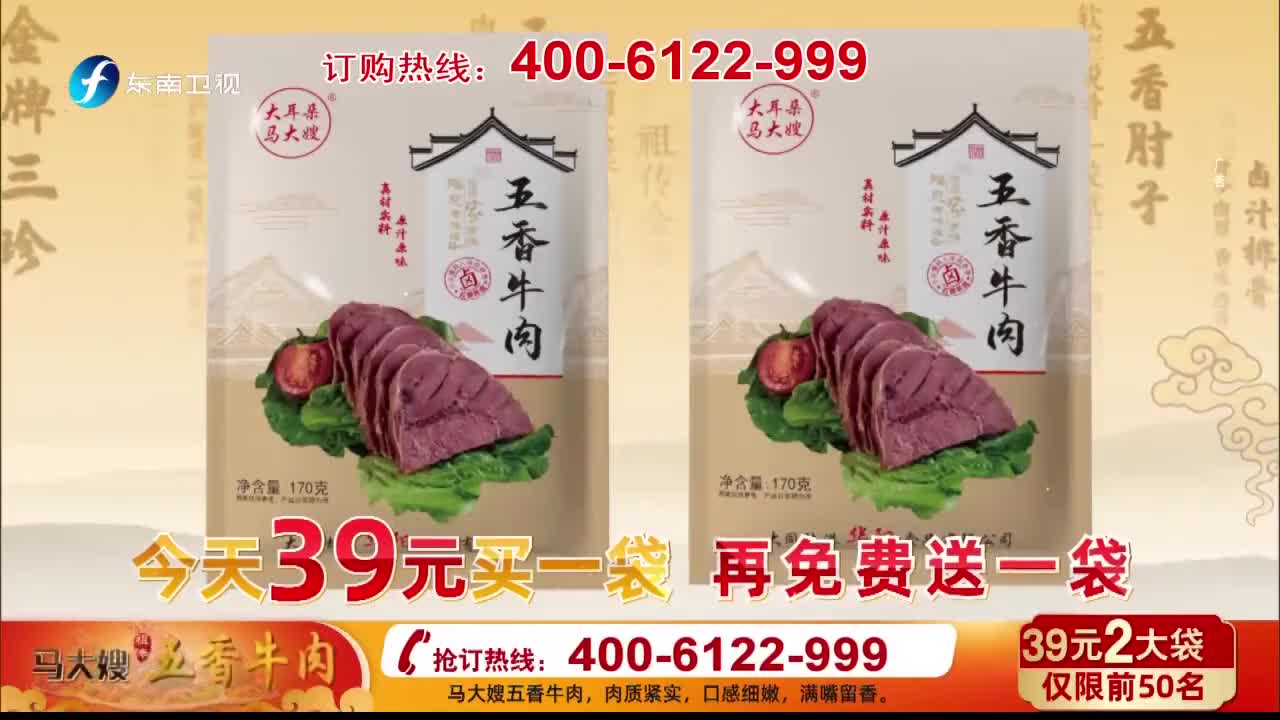 订购热线：400-6122-999
东南卫视
金牌三珍
五香肘子
卤汁排骨
祖传
广告
大耳朵
马大嫂
®
真材实料
原汁原味
五香牛肉
卤
净含量 170克
大耳朵
马大嫂
®
真材实料
原汁原味
五香牛肉
卤
净含量：170克
今天39元买一袋 再免费送一袋
马大嫂 五香牛肉
抢订热线：400-6122-999
39元2大袋
仅限前50名
马大嫂五香牛肉，肉质紧实，口感细嫩，满嘴留香。